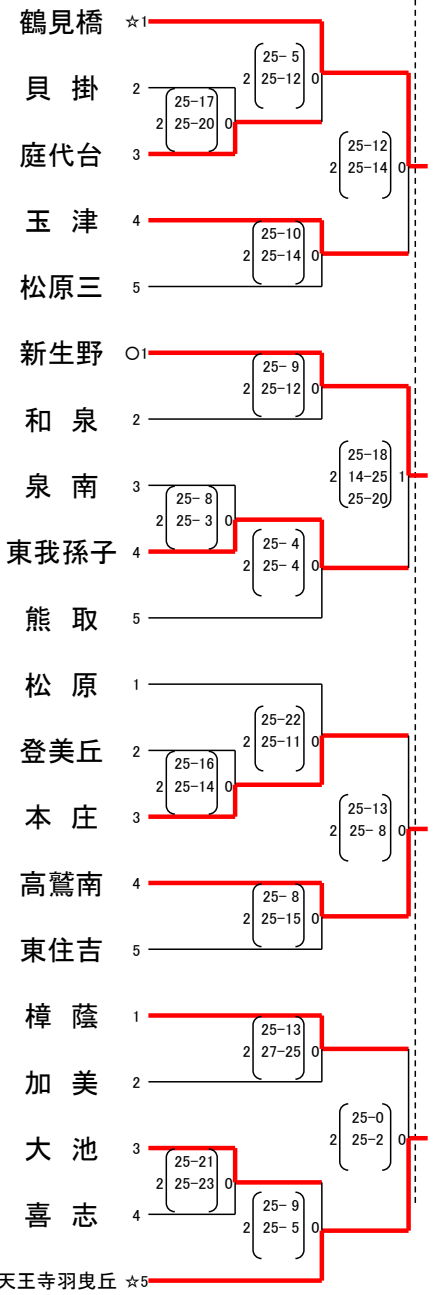 鶴見橋 ☆1
25- 5
2 25-12 0
貝 掛 2
25-17
2 25-20 0
庭代台 3
25-12
2 25-14 0
玉 津 4
25-10
2 25-14 0
松原三 5
新生野 ○1
25- 9
2 25-12 0
和 泉 2
25-18
2 14-25 1
25-20
泉 南 3
25- 8
2 25- 3 0
東我孫子 4
25- 4
2 25- 4 0
熊 取 5
松 原 1
25-22
2 25-11 0
登美丘 2
25-16
2 25-14 0
本 庄 3
25-13
2 25- 8 0
高鷲南 4
25- 8
2 25-15 0
東住吉 5
樟 蔭 1
25-13
2 27-25 0
加 美 2
25-0
2 25-2 0
大 池 3
25-21
2 25-23 0
喜 志 4
25- 9
2 25- 5 0
天王寺羽曳丘 ☆5